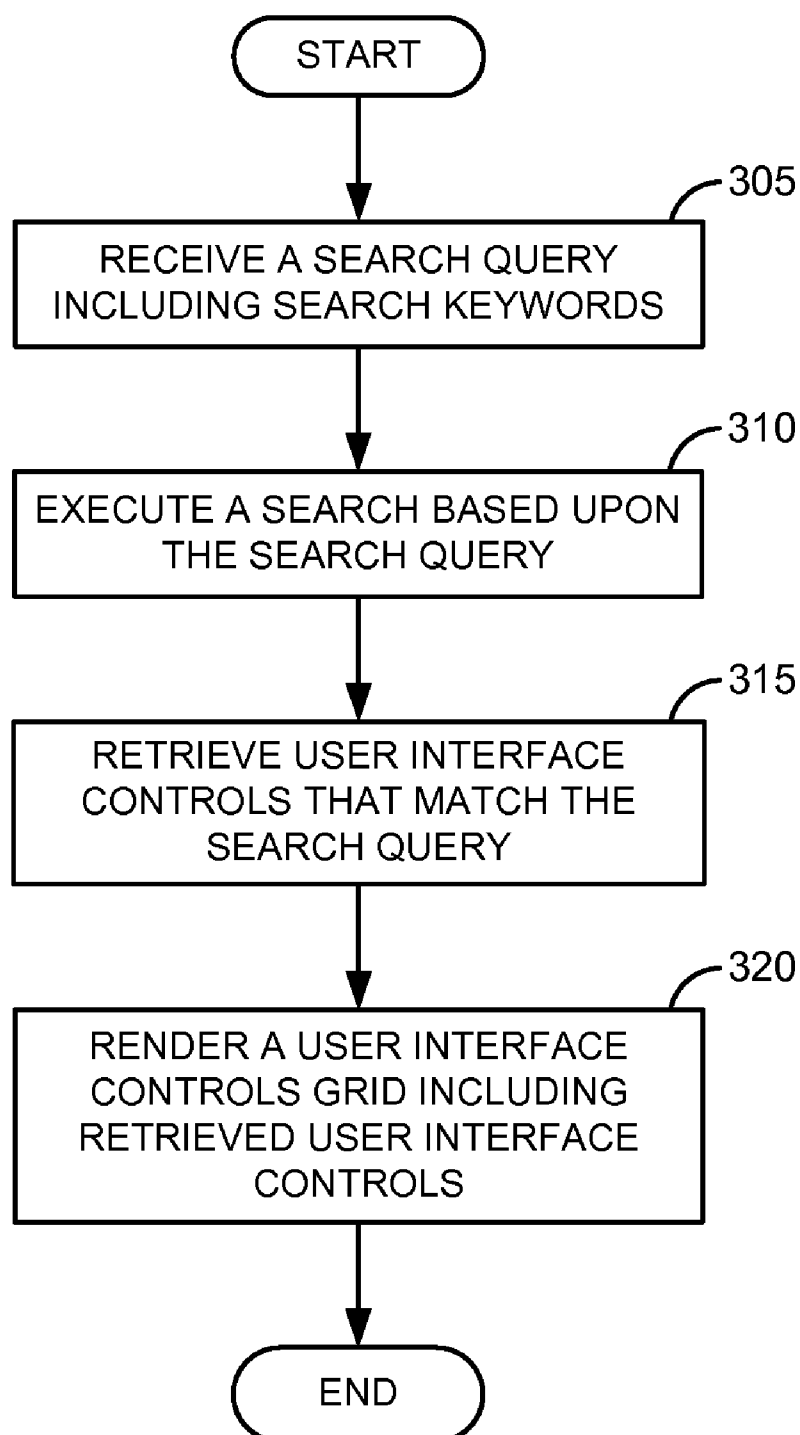 START
305
RECEIVE A SEARCH QUERY
INCLUDING SEARCH KEYWORDS
310
EXECUTE A SEARCH BASED UPON
THE SEARCH QUERY
315
RETRIEVE USER INTERFACE
CONTROLS THAT MATCH THE
SEARCH QUERY
320
RENDER A USER INTERFACE
CONTROLS GRID INCLUDING
RETRIEVED USER INTERFACE
CONTROLS
END